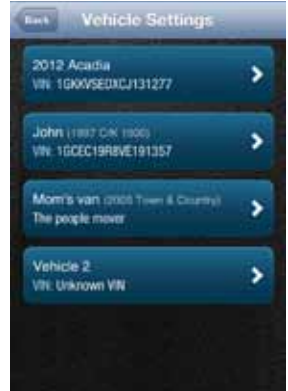 Back
Vehicle Settings
2012 Acadia
VIN: 1GKKVSEDXCJ131277
John (1997 C/K 1500)
VIN: 1GCEC19R8VE191357
Mom's van (2005 Town & Country)
The people mover
Vehicle 2
VIN: Unknown VIN